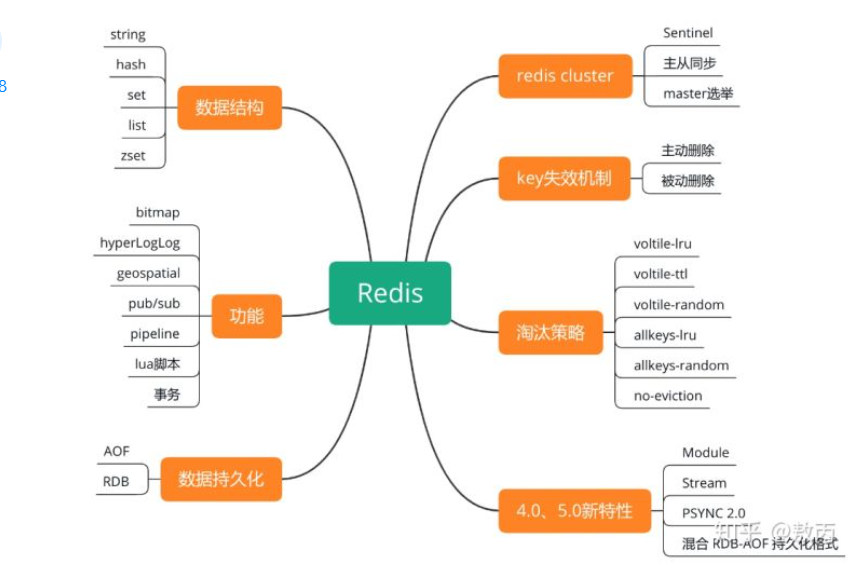 8
Redis
数据结构
string
hash
set
list
zset
功能
bitmap
hyperLogLog
geospatial
pub/sub
pipeline
lua脚本
事务
数据持久化
AOF
RDB
redis cluster
Sentinel
主从同步
master选举
key失效机制
主动删除
被动删除
淘汰策略
voltile-lru
voltile-ttl
voltile-random
allkeys-lru
allkeys-random
no-eviction
4.0、5.0新特性
Module
Stream
PSYNC 2.0
混合 RDB-AOF 持久化格式
知乎 @敖丙